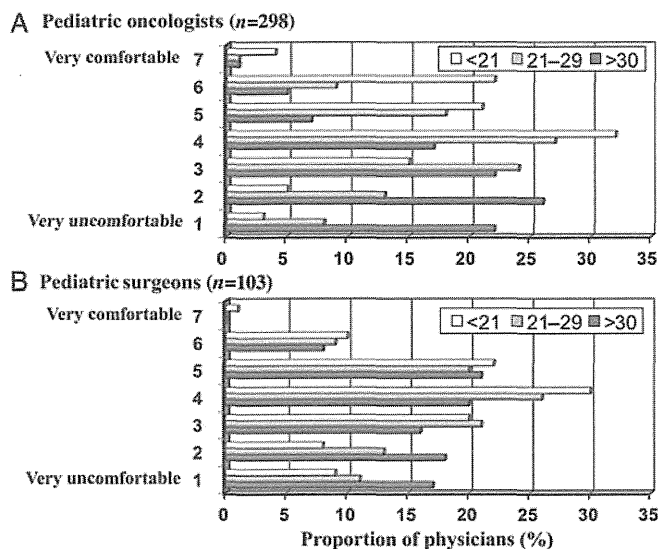 A Pediatric oncologists (n=298)
Very comfortable 7
<21 21–29 >30
6
5
4
3
2
Very uncomfortable 1
0 5 10 15 20 25 30 35
B Pediatric surgeons (n=103)
Very comfortable 7
<21 21–29 >30
6
5
4
3
2
Very uncomfortable 1
0 5 10 15 20 25 30 35
Proportion of physicians (%)